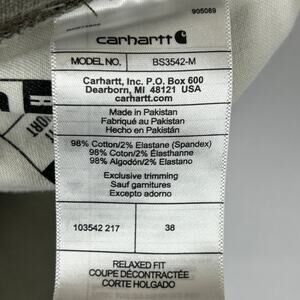 905089
carhartt
MODEL NO. BS3542-M
Carhartt, Inc. P.O. Box 600
Dearborn, MI 48121 USA
carhartt.com
Made in Pakistan
Fabriqué au Pakistan
Hecho en Pakistán
98% Cotton/2% Elastane (Spandex)
98% Coton/2% Élasthanne
98% Algodón/2% Elastano
Exclusive trimming
Sauf garnitures
Excepto adorno
103542 217 38
RELAXED FIT
COUPE DÉCONTRACTÉE
CORTE HOLGADO